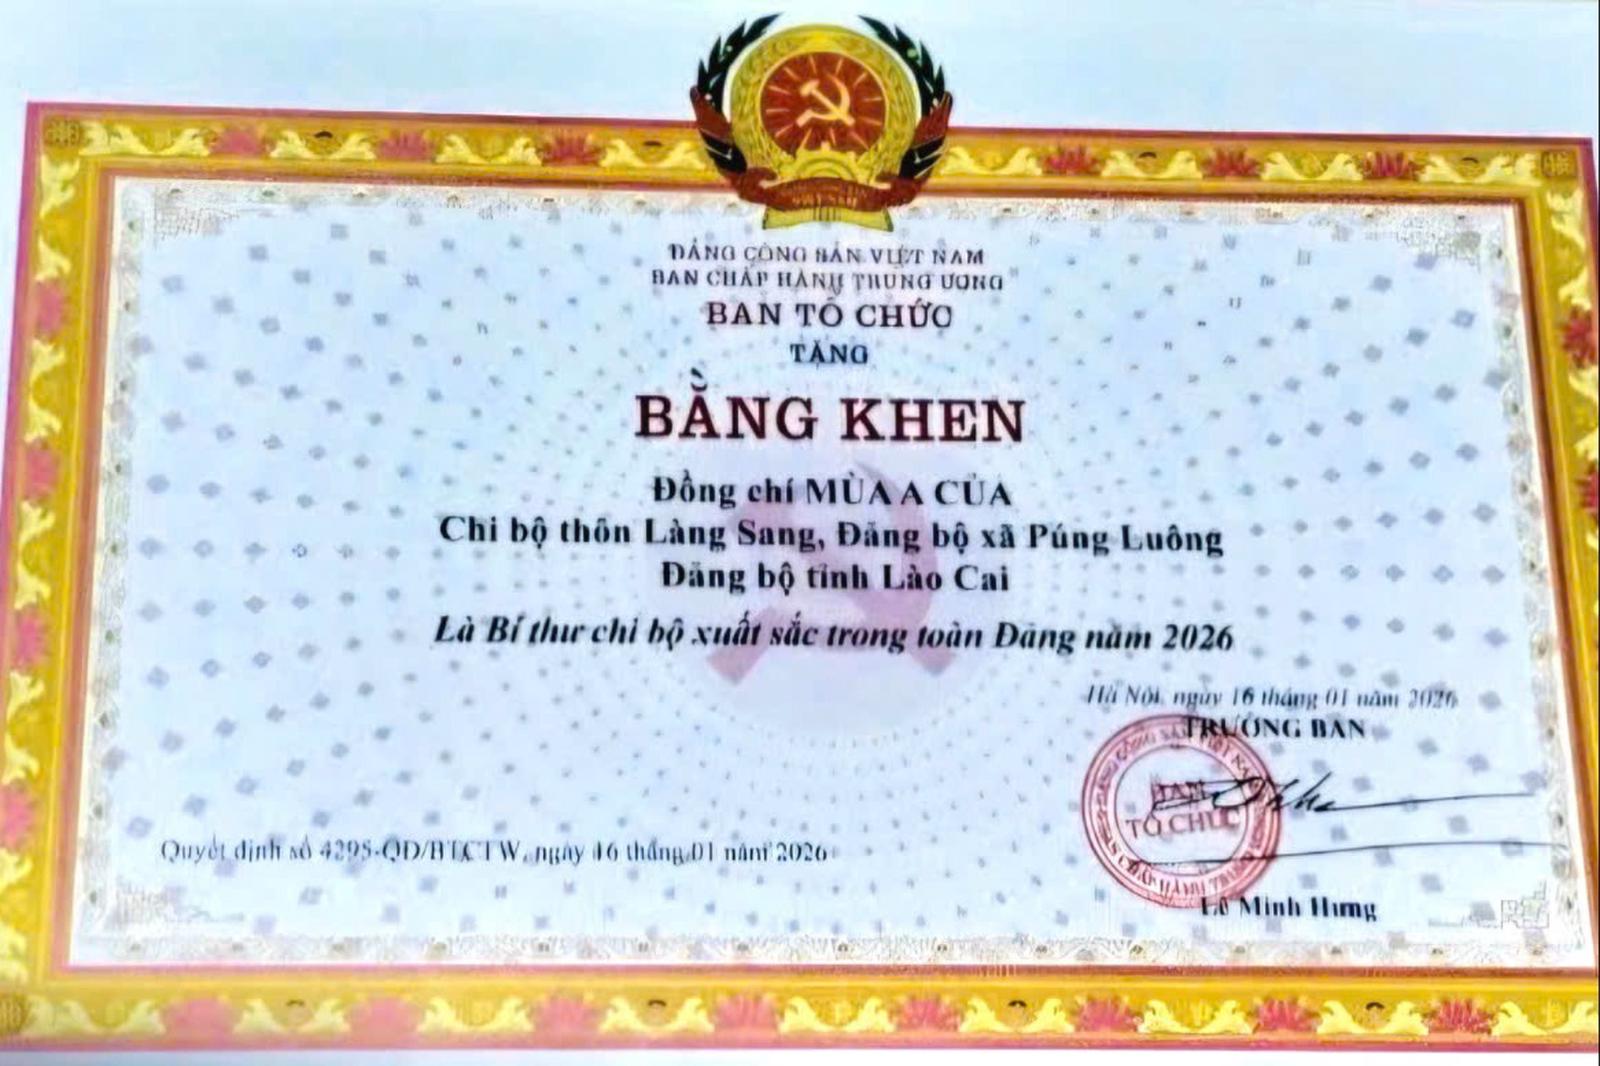 ĐẢNG CỘNG SẢN VIỆT NAM
BAN CHẤP HÀNH TRUNG ƯƠNG
BAN TỔ CHỨC
TẶNG
BẰNG KHEN
Đồng chí MÙA A CỦA
Chi bộ thôn Làng Sang, Đảng bộ xã Púng Luông
Đảng bộ tỉnh Lào Cai
Là Bí thư chi bộ xuất sắc trong toàn Đảng năm 2026
Hà Nội, ngày 16 tháng 01 năm 2026
TRƯỞNG BAN
BAN
TỔ CHỨC
Quyết định số 4295-QĐ/BTCTW, ngày 16 tháng 01 năm 2026
Lê Minh Hưng